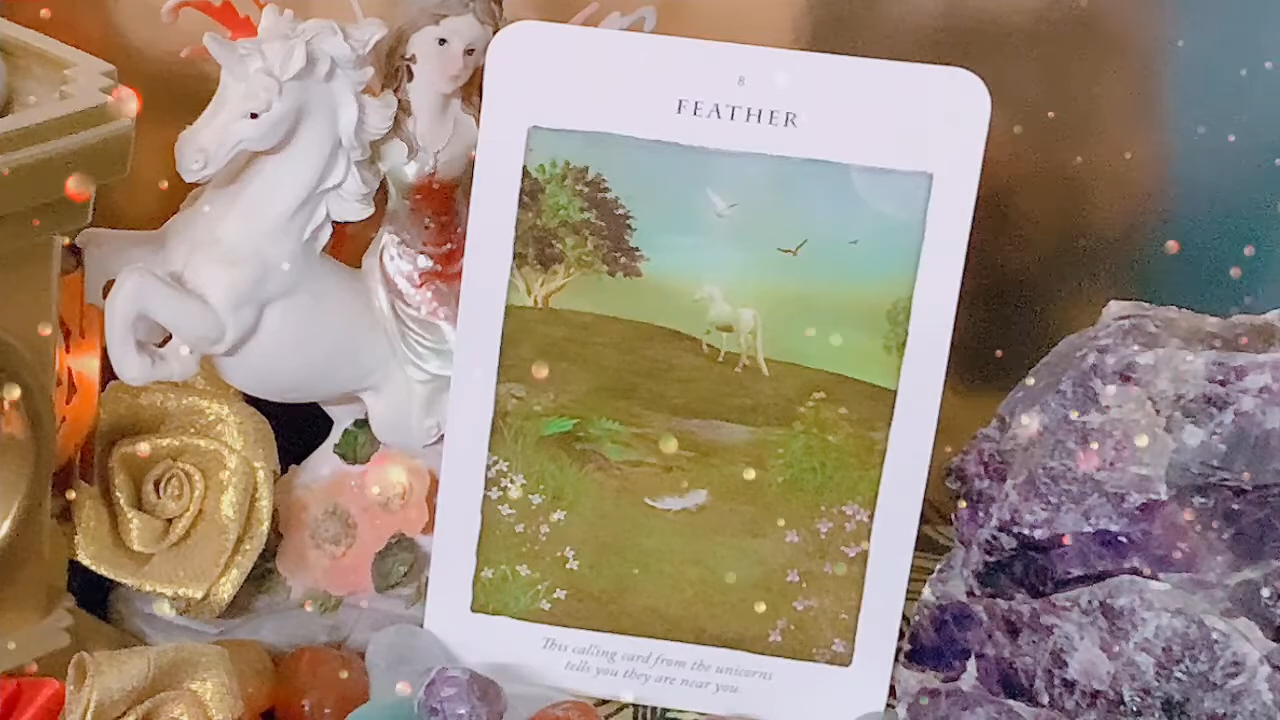 8
FEATHER
This calling card from the unicorns
tells you they are near you.